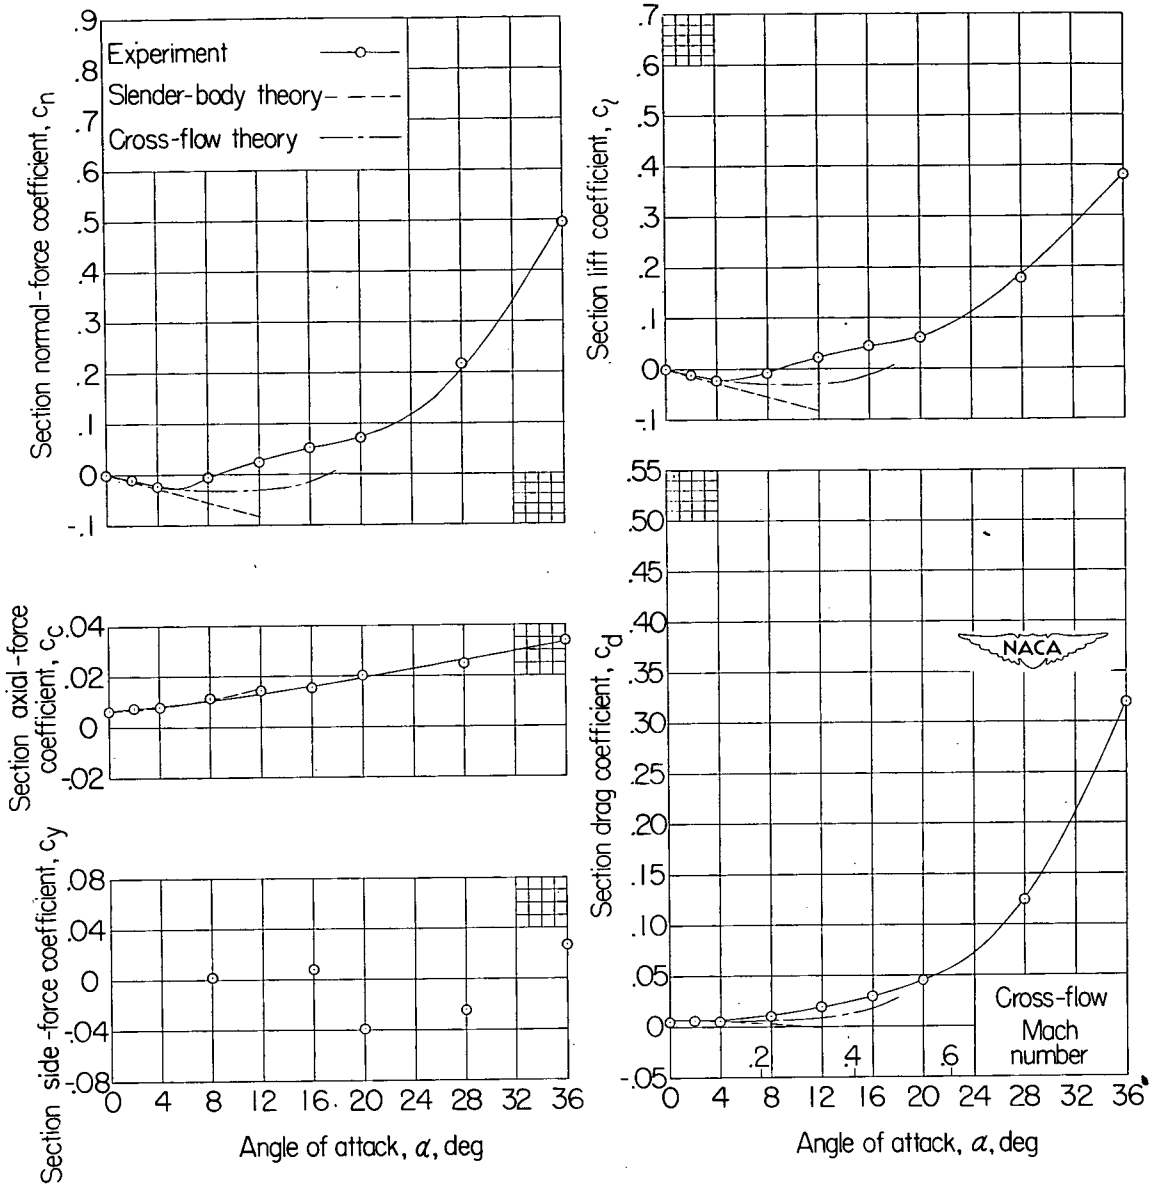 .9
.8
.7
.6
.5
.4
.3
.2
.1
0
-.1
Section normal-force coefficient, cn
Experiment
Slender-body theory
Cross-flow theory
.04
.02
0
-.02
Section axial-force
coefficient, cc
.08
.04
0
-.04
-.08
Section side-force coefficient, cy
0 4 8 12 16 20 24 28 32 36
Angle of attack, α, deg
.7
.6
.5
.4
.3
.2
.1
0
-.1
Section lift coefficient, cl
.55
.50
.45
.40
.35
.30
.25
.20
.15
.10
.05
0
-.05
Section drag coefficient, cd
NACA
Cross-flow
Mach
number
.2 .4 .6
0 4 8 12 16 20 24 28 32 36
Angle of attack, α, deg